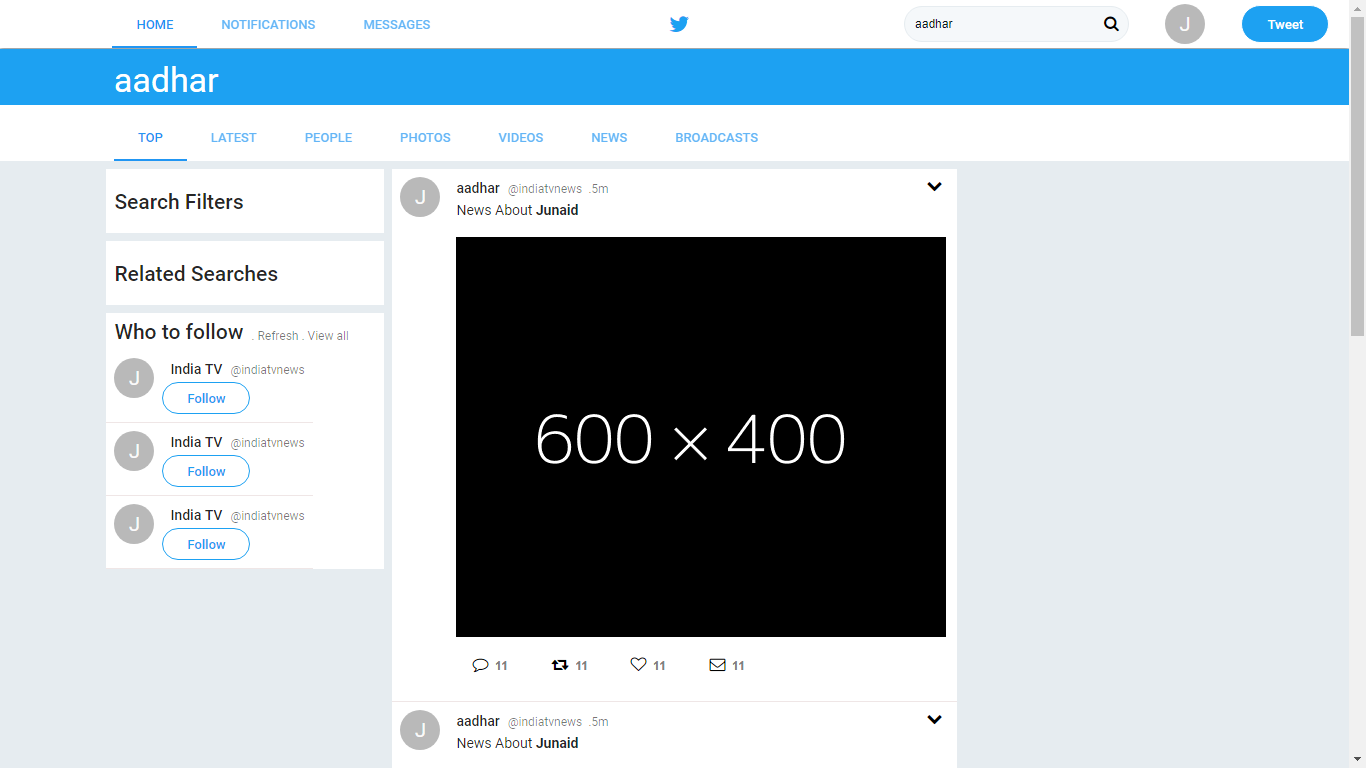 HOME NOTIFICATIONS MESSAGES aadhar J Tweet
aadhar
TOP LATEST PEOPLE PHOTOS VIDEOS NEWS BROADCASTS
Search Filters
Related Searches
Who to follow . Refresh . View all
J India TV @indiatvnews
Follow
J India TV @indiatvnews
Follow
J India TV @indiatvnews
Follow
J aadhar @indiatvnews .5m
News About Junaid
600 × 400
11 11 11 11
J aadhar @indiatvnews .5m
News About Junaid